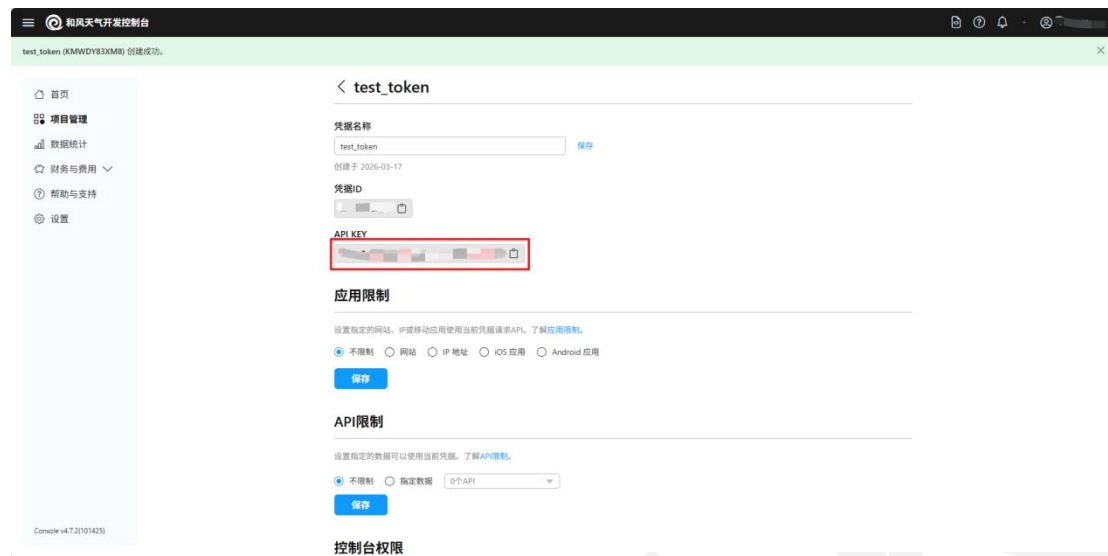 和风天气开发控制台
test_token (KMWDY83XM8) 创建成功。
首页
项目管理
数据统计
财务与费用
帮助与支持
设置
test_token
凭据名称
test_token 保存
创建于 2026-03-17
凭据ID
API KEY
应用限制
设置指定的网站、IP或移动应用使用当前凭据请求API。了解应用限制。
不限制 网站 IP 地址 iOS 应用 Android 应用
保存
API限制
设置指定的数据可以使用当前凭据。了解API限制。
不限制 指定数据 0个API
保存
控制台权限
Console v4.7.2(101425)